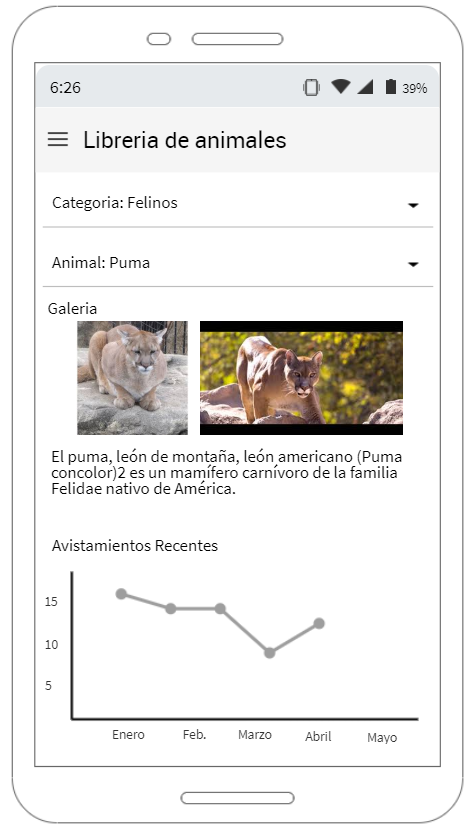 6:26
39%
Libreria de animales
Categoria: Felinos
Animal: Puma
Galeria
El puma, león de montaña, león americano (Puma
concolor)2 es un mamífero carnívoro de la familia
Felidae nativo de América.
Avistamientos Recentes
15
10
5
Enero Feb. Marzo Abril Mayo